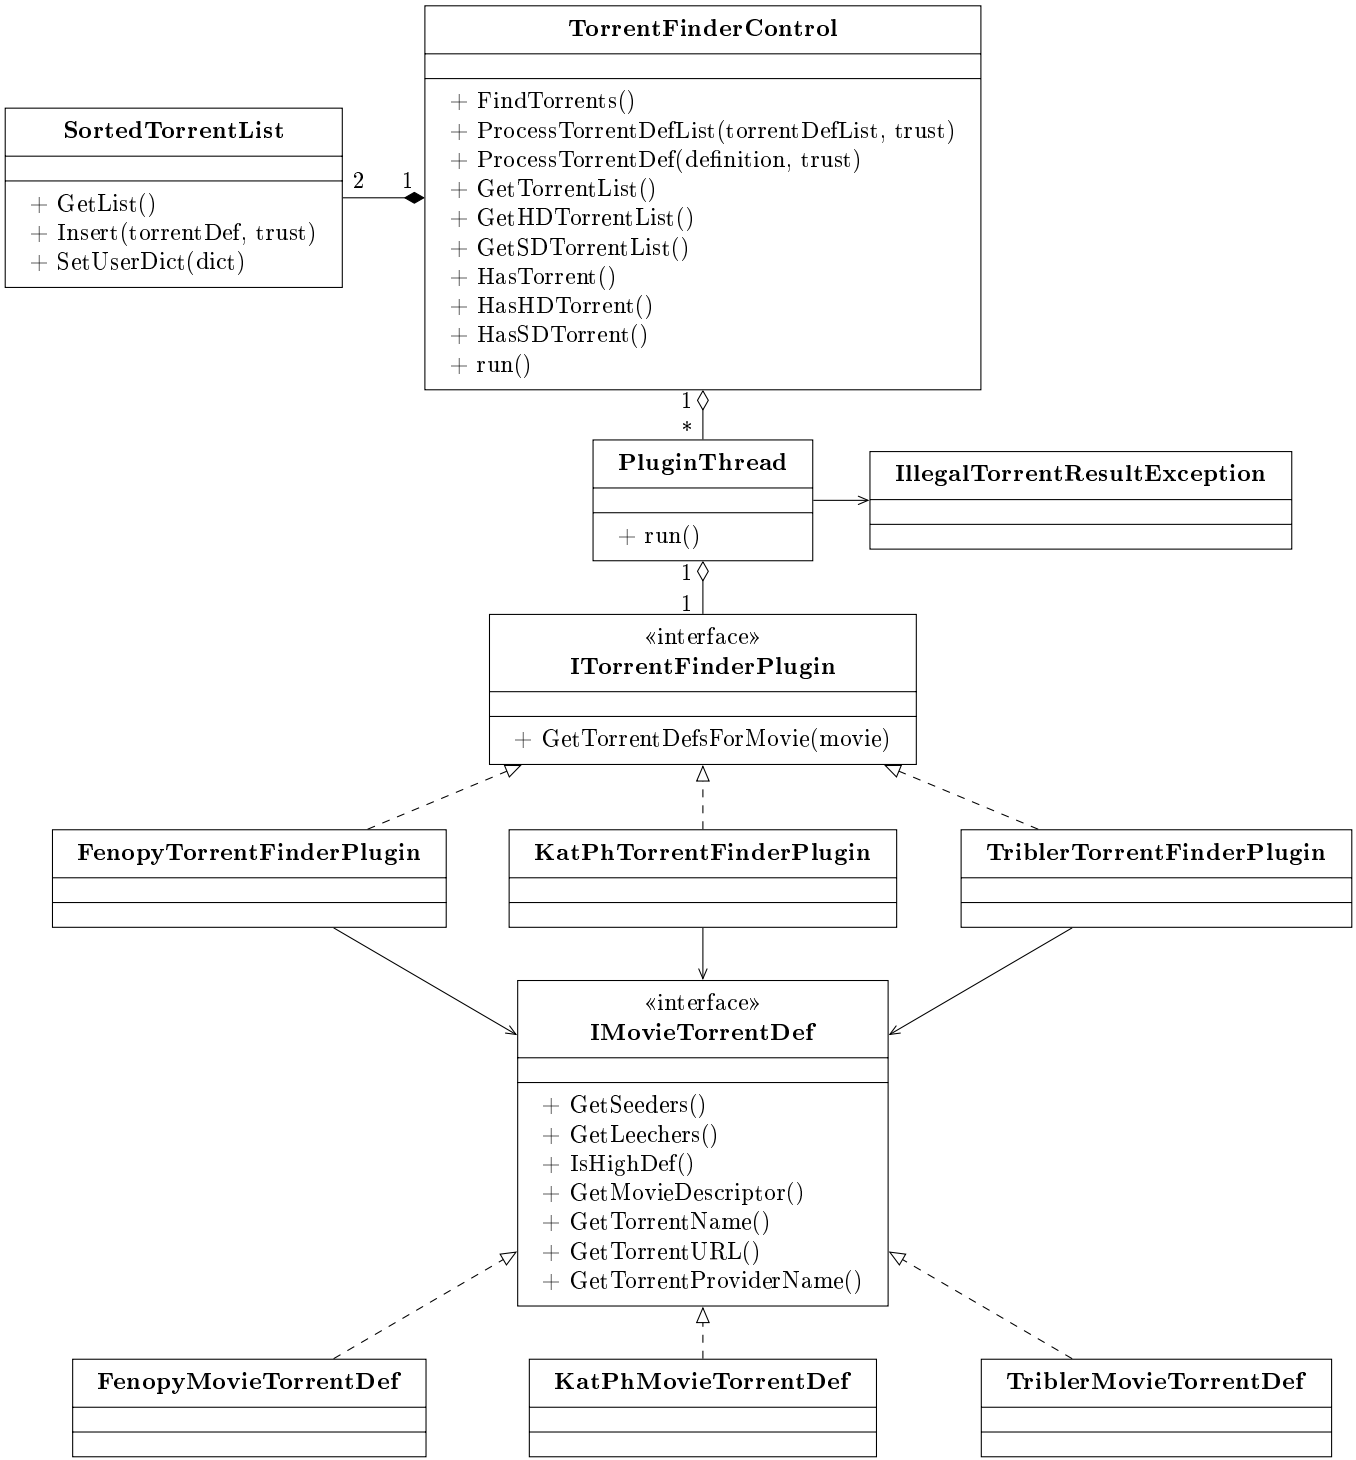 TorrentFinderControl
+ FindTorrents()
+ ProcessTorrentDefList(torrentDefList, trust)
+ ProcessTorrentDef(definition, trust)
+ GetTorrentList()
+ GetHDTorrentList()
+ GetSDTorrentList()
+ HasTorrent()
+ HasHDTorrent()
+ HasSDTorrent()
+ run()
SortedTorrentList
+ GetList()
+ Insert(torrentDef, trust)
+ SetUserDict(dict)
2 1
1
*
PluginThread
+ run()
IllegalTorrentResultException
1
1
«interface»
ITorrentFinderPlugin
+ GetTorrentDefsForMovie(movie)
FenopyTorrentFinderPlugin
KatPhTorrentFinderPlugin
TriblerTorrentFinderPlugin
«interface»
IMovieTorrentDef
+ GetSeeders()
+ GetLeechers()
+ IsHighDef()
+ GetMovieDescriptor()
+ GetTorrentName()
+ GetTorrentURL()
+ GetTorrentProviderName()
FenopyMovieTorrentDef
KatPhMovieTorrentDef
TriblerMovieTorrentDef